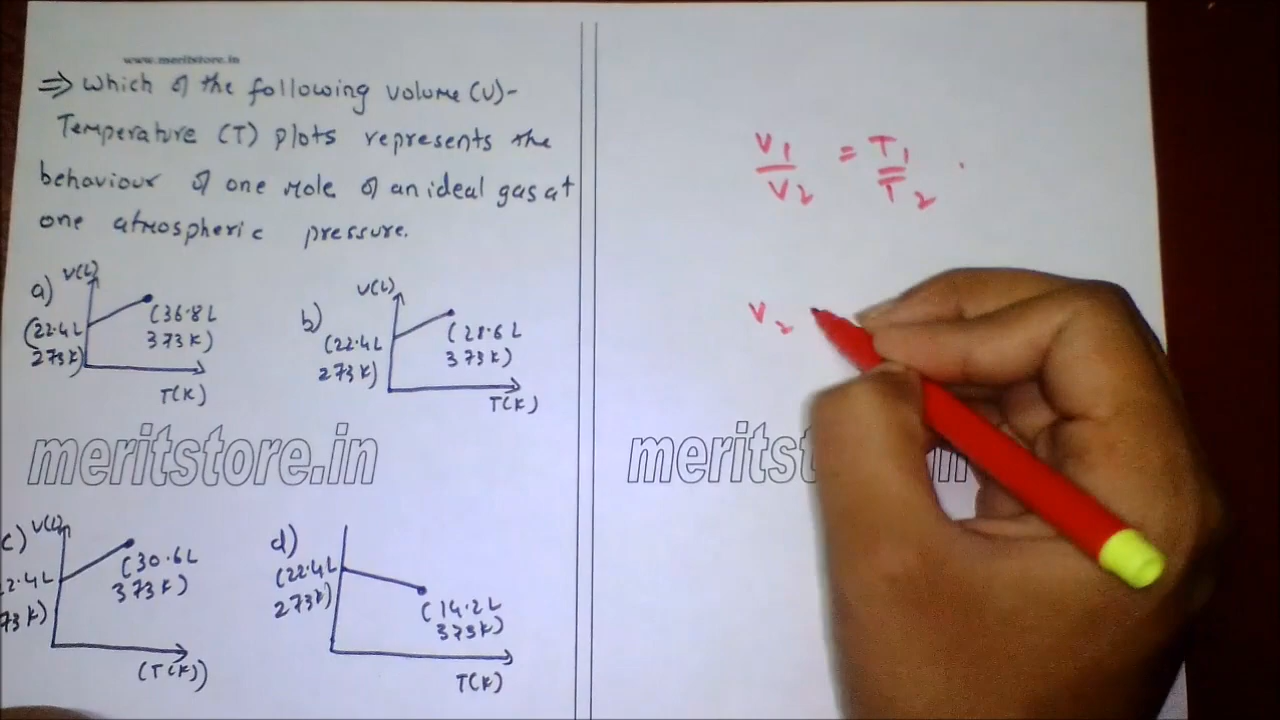 www.meritstore.in
⇒ Which of the following volume (V)-
Temperature (T) plots represents the
behaviour of one mole of an ideal gas at
one atmospheric pressure.
a)
V(L)
(22.4L
273K)
(36.8L
373K)
T(K)
b)
V(L)
(22.4L
273K)
(28.6L
373K)
T(K)
meritstore.in
c)
V(L)
22.4L
73K)
(30.6L
373K)
(T(K))
d)
(22.4L
273K)
(14.2L
373K)
T(K)
V1/V2 = T1/T2
V2